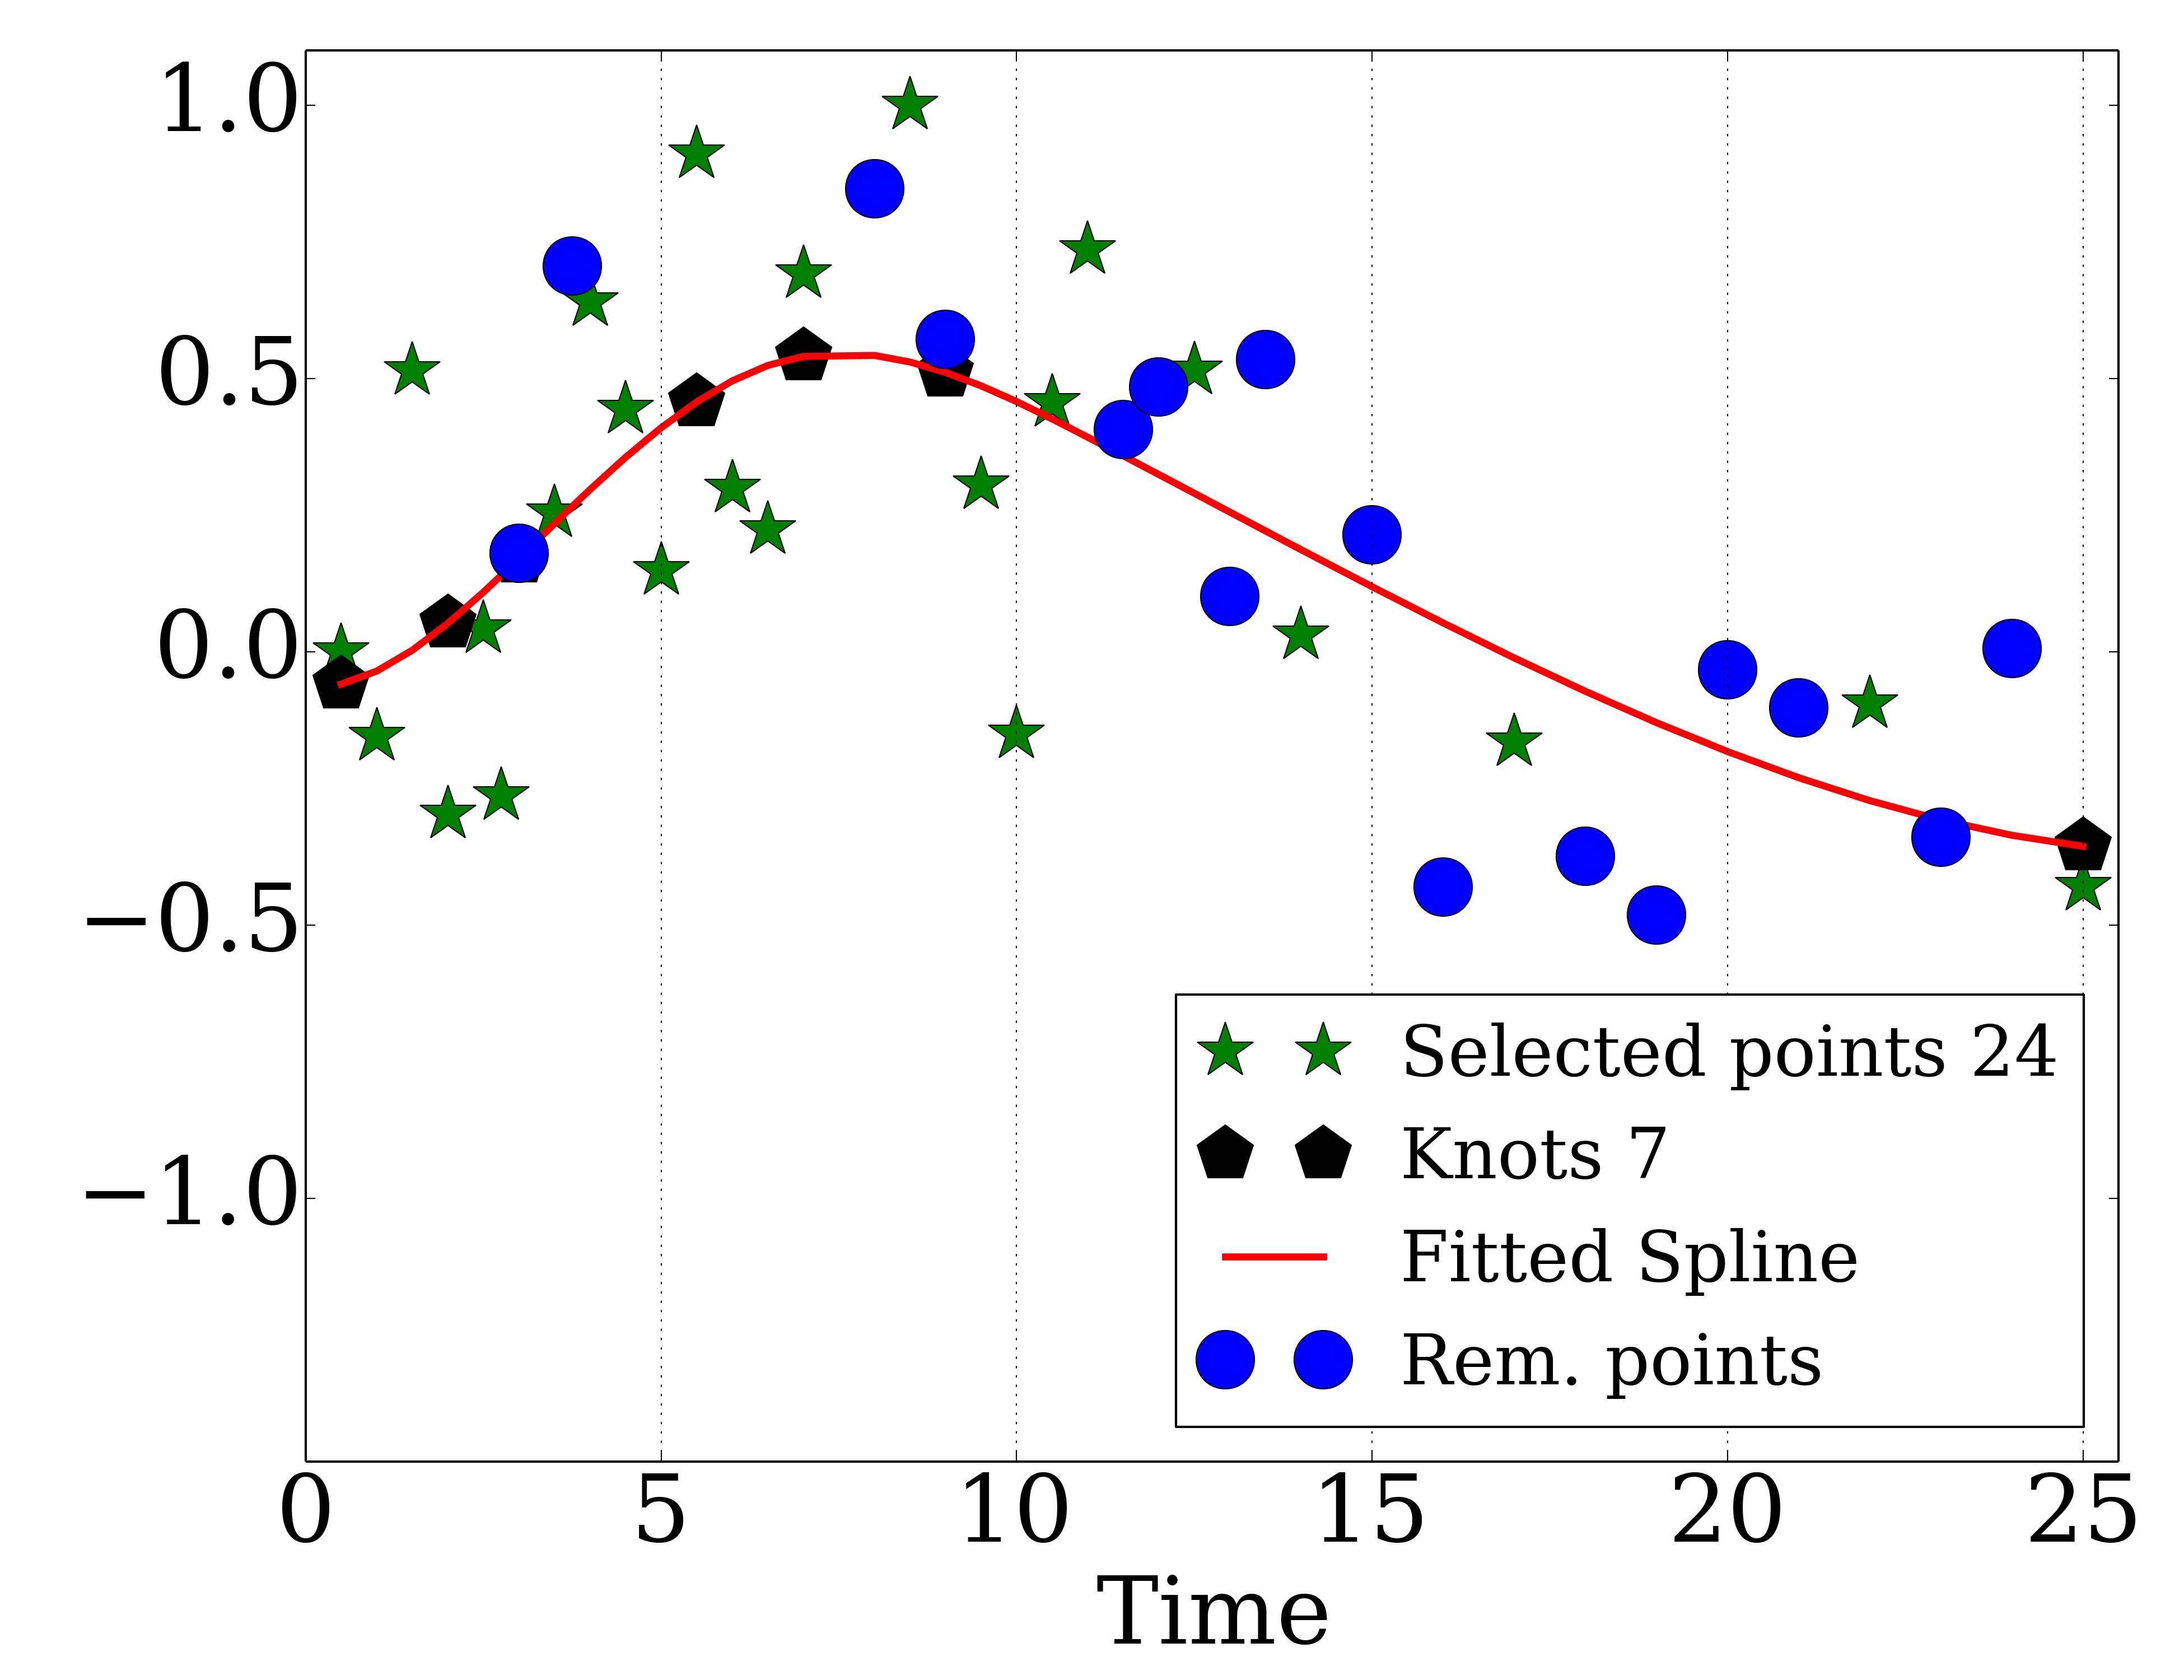 1.0
0.5
0.0
−0.5
−1.0
0 5 10 15 20 25
Time
Selected points 24
Knots 7
Fitted Spline
Rem. points